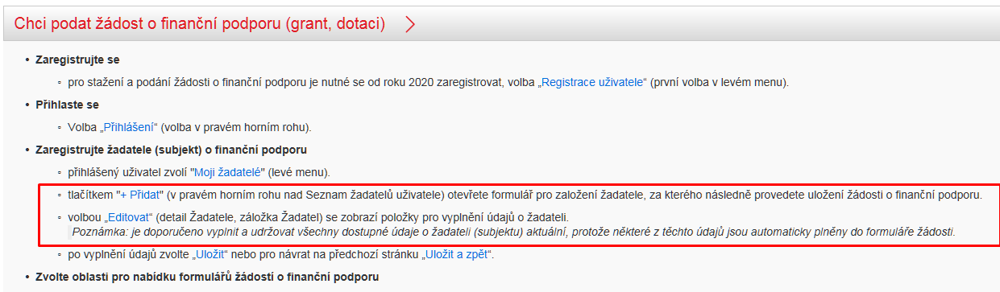 Chci podat žádost o finanční podporu (grant, dotaci)
• Zaregistrujte se
▫ pro stažení a podání žádosti o finanční podporu je nutné se od roku 2020 zaregistrovat, volba „Registrace uživatele“ (první volba v levém menu).
• Přihlaste se
▫ Volba „Přihlášení“ (volba v pravém horním rohu).
• Zaregistrujte žadatele (subjekt) o finanční podporu
▫ přihlášený uživatel zvolí "Moji žadatelé" (levé menu).
▫ tlačítkem "+ Přidat" (v pravém horním rohu nad Seznam žadatelů uživatele) otevřete formulář pro založení žadatele, za kterého následně provedete uložení žádosti o finanční podporu.
▫ volbou „Editovat“ (detail Žadatele, záložka Žadatel) se zobrazí položky pro vyplnění údajů o žadateli.
Poznámka: je doporučeno vyplnit a udržovat všechny dostupné údaje o žadateli (subjektu) aktuální, protože některé z těchto údajů jsou automaticky plněny do formuláře žádosti.
▫ po vyplnění údajů zvolte „Uložit“ nebo pro návrat na předchozí stránku „Uložit a zpět“.
• Zvolte oblasti pro nabídku formulářů žádostí o finanční podporu